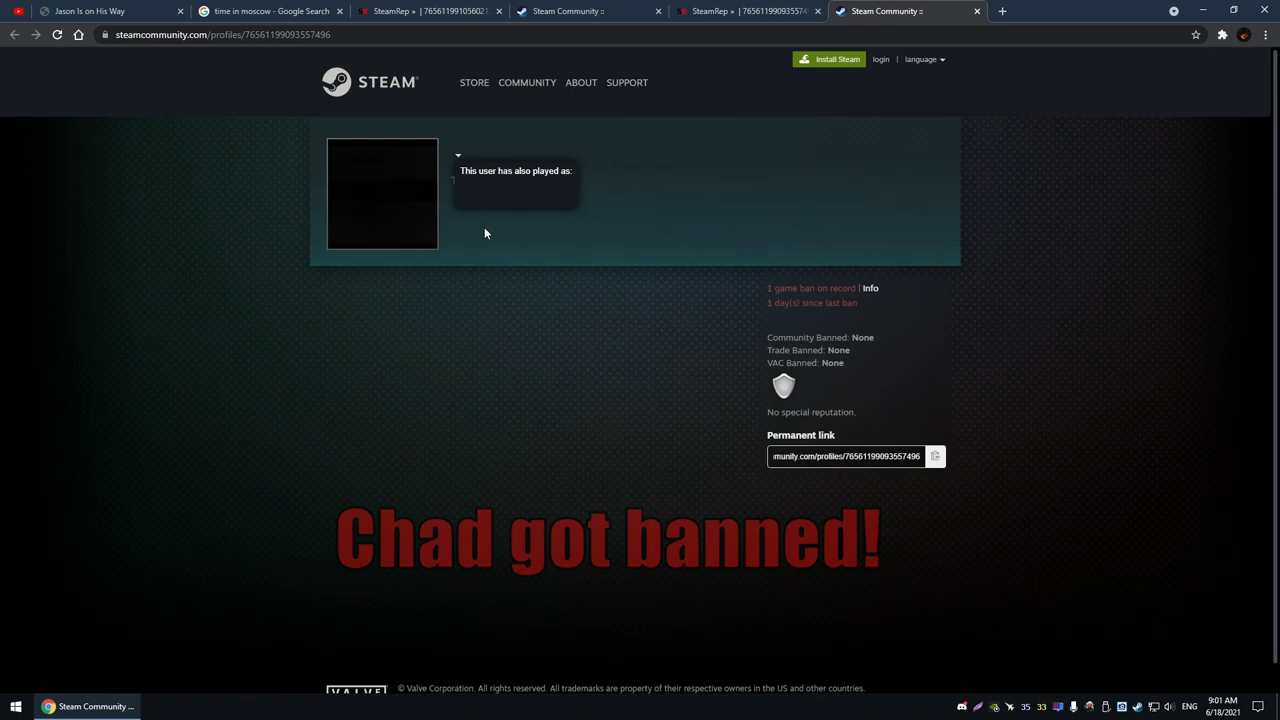 Jason Is on His Way
time in moscow - Google Search
SteamRep » | 765611991056021
Steam Community ::
SteamRep » | 7656119909355749
Steam Community ::
steamcommunity.com/profiles/76561199093557496
Install Steam login | language
STEAM® STORE COMMUNITY ABOUT SUPPORT
This user has also played as:
1 game ban on record | Info
1 day(s) since last ban
Community Banned: None
Trade Banned: None
VAC Banned: None
No special reputation.
Permanent link
munity.com/profiles/76561199093557496
Chad got banned!
VALVE © Valve Corporation. All rights reserved. All trademarks are property of their respective owners in the US and other countries.
Steam Community ... 35 33 ENG 9:01 AM
6/18/2021